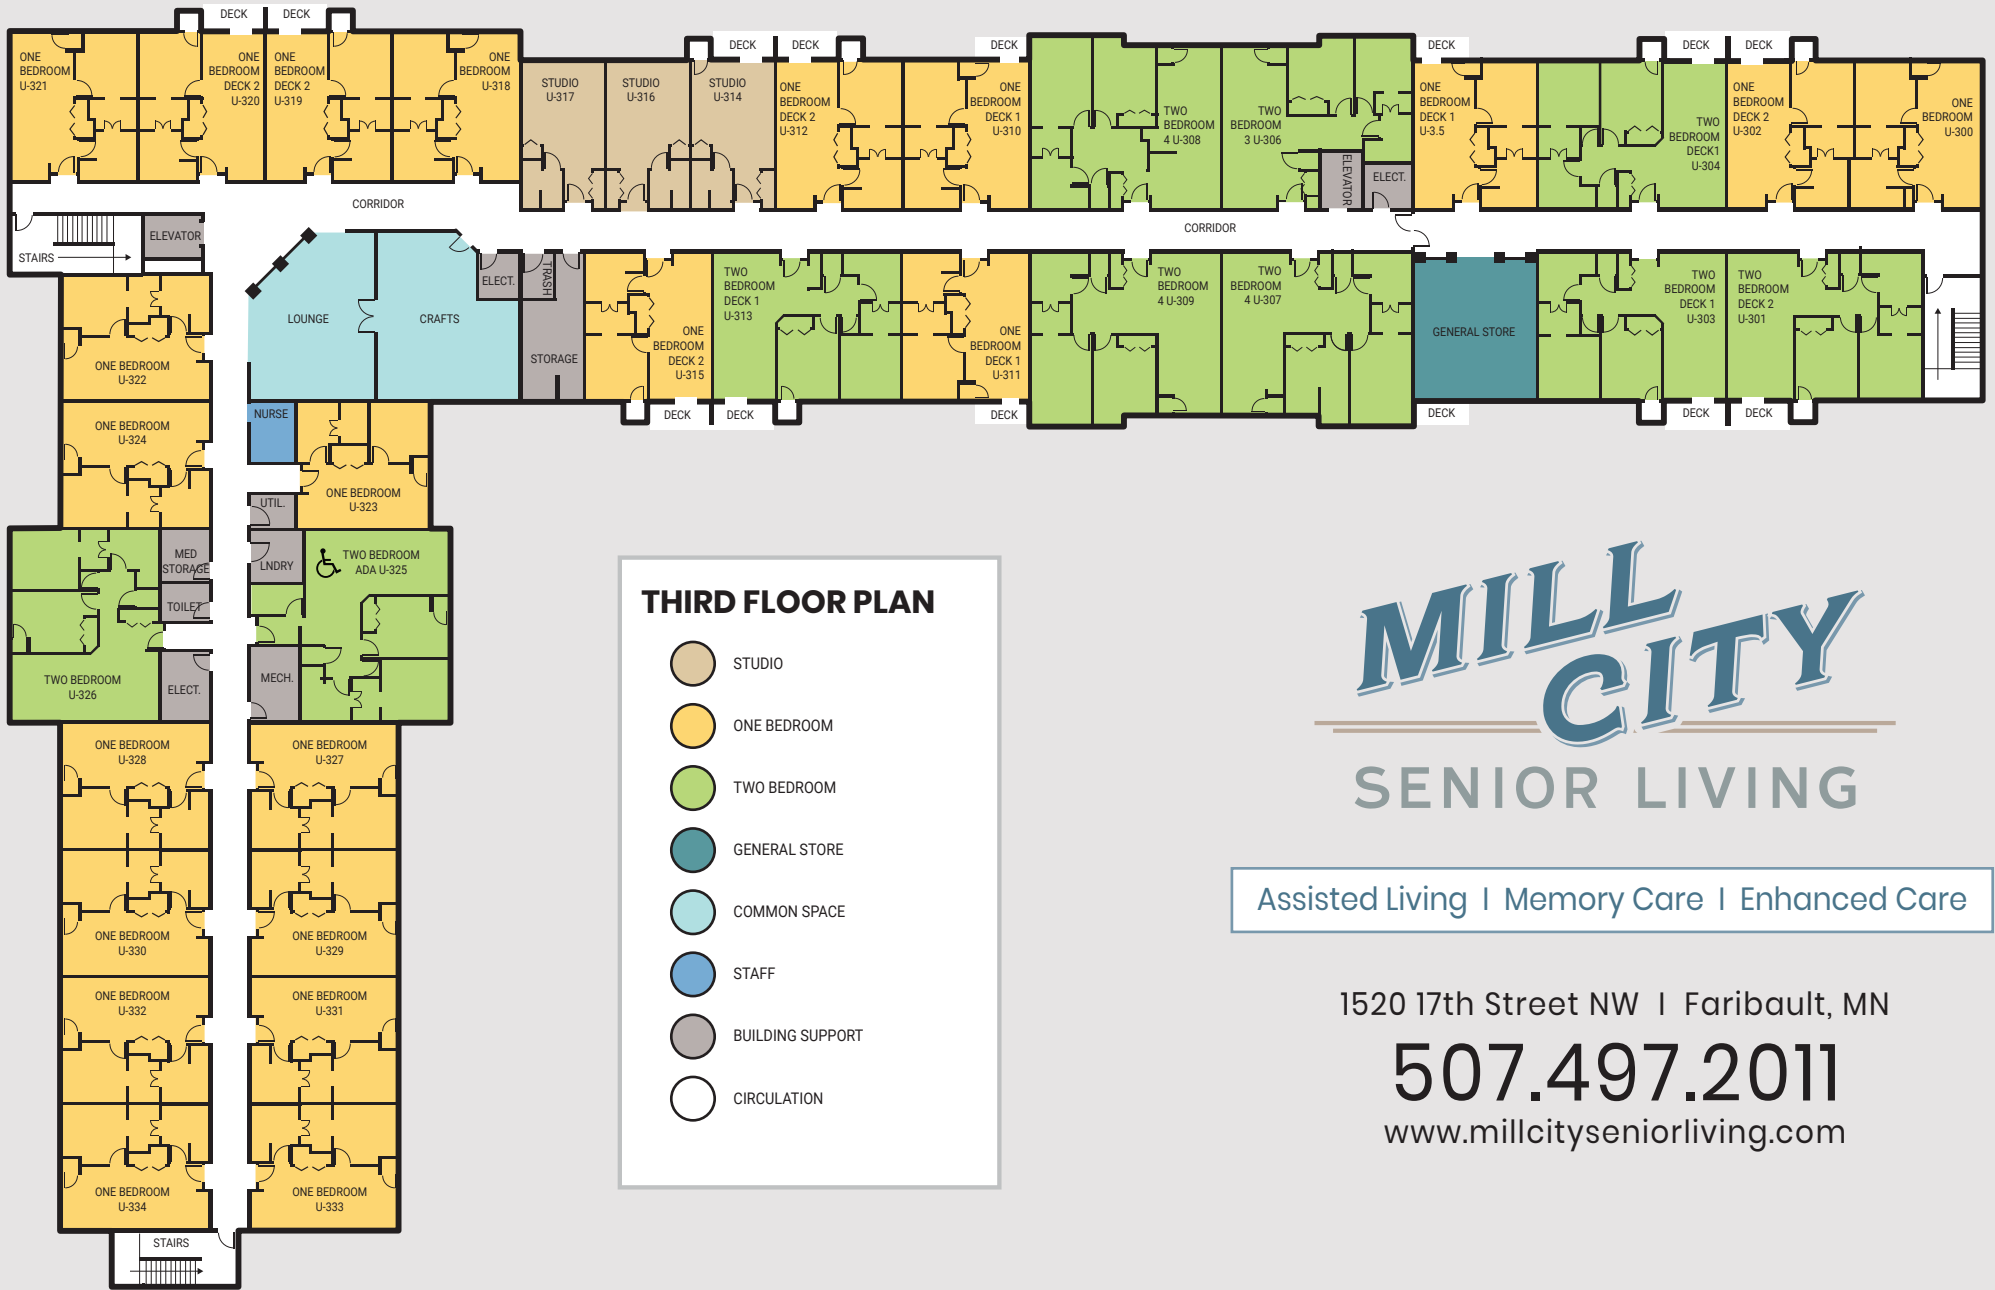 DECK
DECK
ONE
BEDROOM
U-321
ONE
BEDROOM
DECK 2
U-320
ONE
BEDROOM
DECK 2
U-319
ONE
BEDROOM
U-318
STUDIO
U-317
STUDIO
U-316
STUDIO
U-314
DECK
DECK
ONE
BEDROOM
DECK 2
U-312
DECK
ONE
BEDROOM
DECK 1
U-310
TWO
BEDROOM
4 U-308
TWO
BEDROOM
3 U-306
ELEVATOR
ELECT.
DECK
ONE
BEDROOM
DECK 1
U-3.5
DECK
DECK
TWO
BEDROOM
DECK1
U-304
ONE
BEDROOM
DECK 2
U-302
ONE
BEDROOM
U-300
CORRIDOR
CORRIDOR
STAIRS
ELEVATOR
LOUNGE
CRAFTS
ELECT.
TRASH
STORAGE
ONE
BEDROOM
DECK 2
U-315
TWO
BEDROOM
DECK 1
U-313
ONE
BEDROOM
DECK 1
U-311
TWO
BEDROOM
4 U-309
TWO
BEDROOM
4 U-307
GENERAL STORE
TWO
BEDROOM
DECK 1
U-303
TWO
BEDROOM
DECK 2
U-301
DECK
DECK
DECK
DECK
DECK
DECK
ONE BEDROOM
U-322
ONE BEDROOM
U-324
NURSE
ONE BEDROOM
U-323
UTIL.
MED
STORAGE
LNDRY
TWO BEDROOM
ADA U-325
TOILET
TWO BEDROOM
U-326
ELECT.
MECH.
ONE BEDROOM
U-328
ONE BEDROOM
U-327
ONE BEDROOM
U-330
ONE BEDROOM
U-329
ONE BEDROOM
U-332
ONE BEDROOM
U-331
ONE BEDROOM
U-334
ONE BEDROOM
U-333
STAIRS
THIRD FLOOR PLAN
STUDIO
ONE BEDROOM
TWO BEDROOM
GENERAL STORE
COMMON SPACE
STAFF
BUILDING SUPPORT
CIRCULATION
MILL
CITY
SENIOR LIVING
Assisted Living I Memory Care I Enhanced Care
1520 17th Street NW I Faribault, MN
507.497.2011
www.millcityseniorliving.com